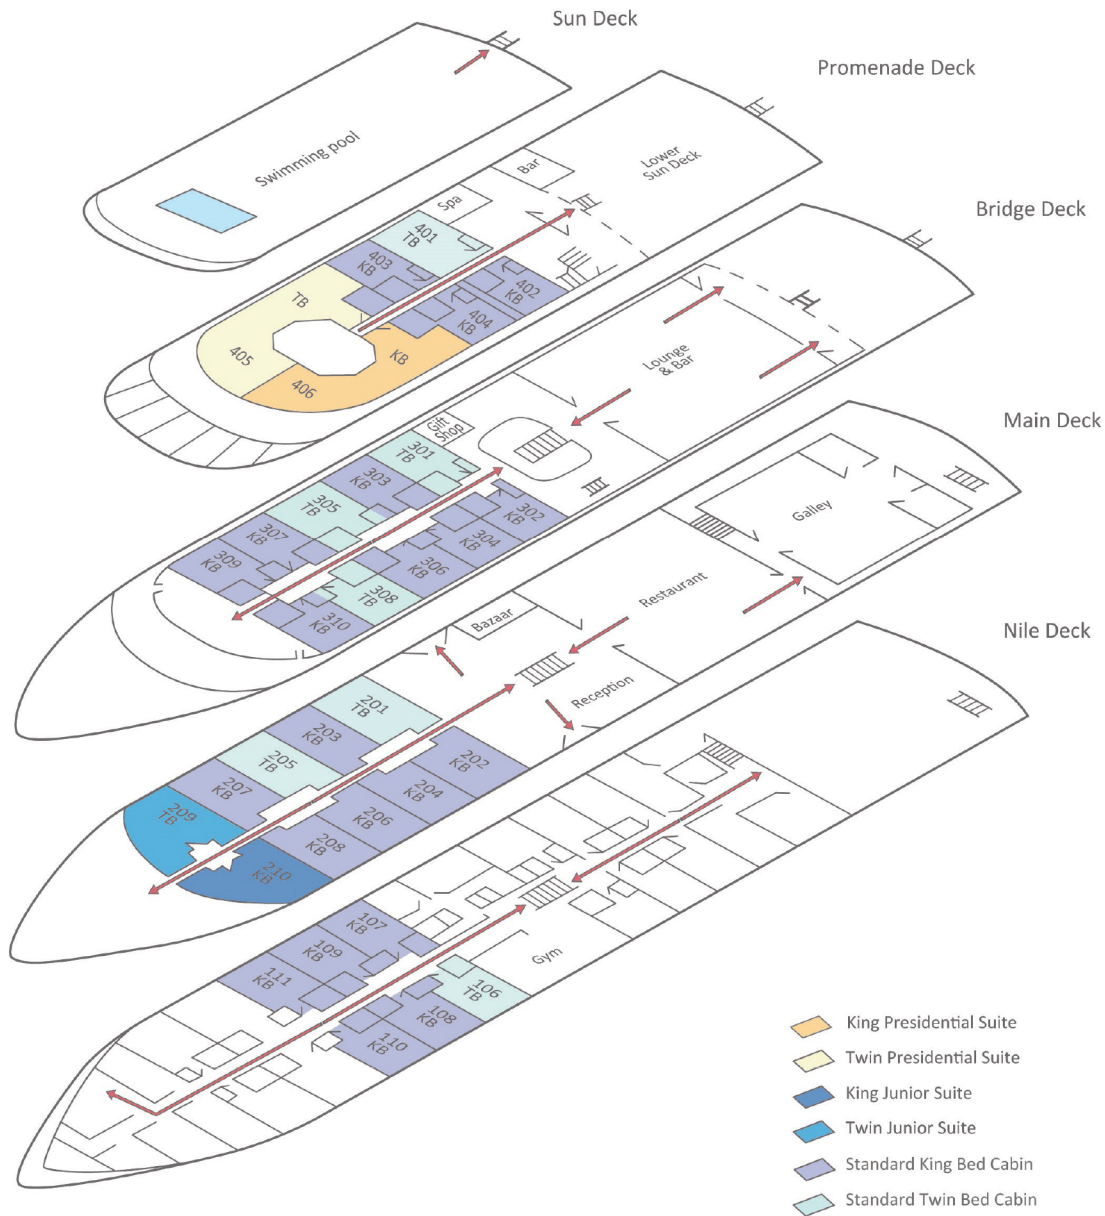 Sun Deck
Swimming pool
Promenade Deck
Lower
Sun Deck
Bar
Spa
401
TB
403
KB
402
KB
404
KB
TB
405
KB
406
Bridge Deck
Lounge
& Bar
Gift
Shop
301
TB
303
KB
305
TB
307
KB
309
KB
302
KB
304
KB
306
KB
308
TB
310
KB
Main Deck
Galley
Restaurant
Bazaar
Reception
201
TB
203
KB
205
TB
207
KB
209
TB
202
KB
204
KB
206
KB
208
KB
210
KB
Nile Deck
Gym
107
KB
109
KB
111
KB
106
TB
108
KB
110
KB
King Presidential Suite
Twin Presidential Suite
King Junior Suite
Twin Junior Suite
Standard King Bed Cabin
Standard Twin Bed Cabin